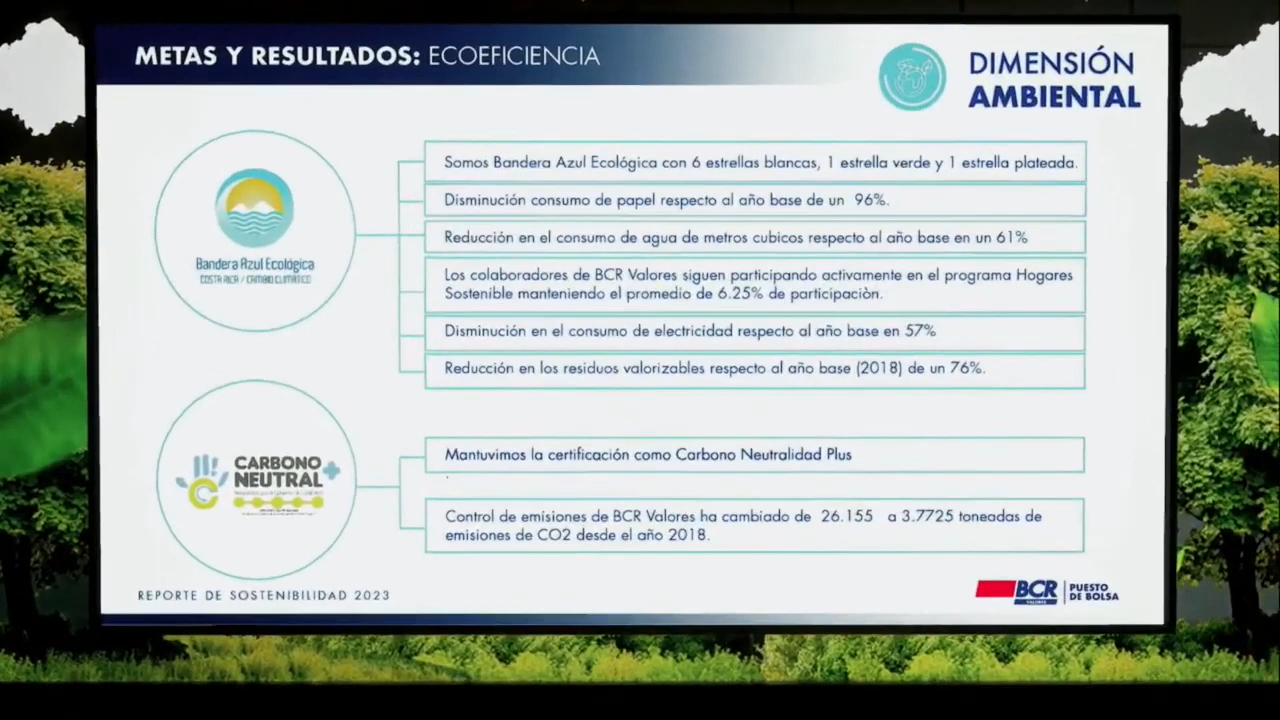 METAS Y RESULTADOS: ECOEFICIENCIA
DIMENSIÓN
AMBIENTAL
Somos Bandera Azul Ecológica con 6 estrellas blancas, 1 estrella verde y 1 estrella plateada.
Disminución consumo de papel respecto al año base de un 96%.
Reducción en el consumo de agua de metros cubicos respecto al año base en un 61%
Los colaboradores de BCR Valores siguen participando activamente en el programa Hogares
Sostenible manteniendo el promedio de 6.25% de participaciòn.
Disminución en el consumo de electricidad respecto al año base en 57%
Reducción en los residuos valorizables respecto al año base (2018) de un 76%.
Bandera Azul Ecológica
COSTA RICA / CAMBIO CLIMÁTICO
CARBONO
NEUTRAL+
Mantuvimos la certificación como Carbono Neutralidad Plus
Control de emisiones de BCR Valores ha cambiado de 26.155 a 3.7725 toneadas de
emisiones de CO2 desde el año 2018.
REPORTE DE SOSTENIBILIDAD 2023
BCR
VALORES
PUESTO
DE BOLSA